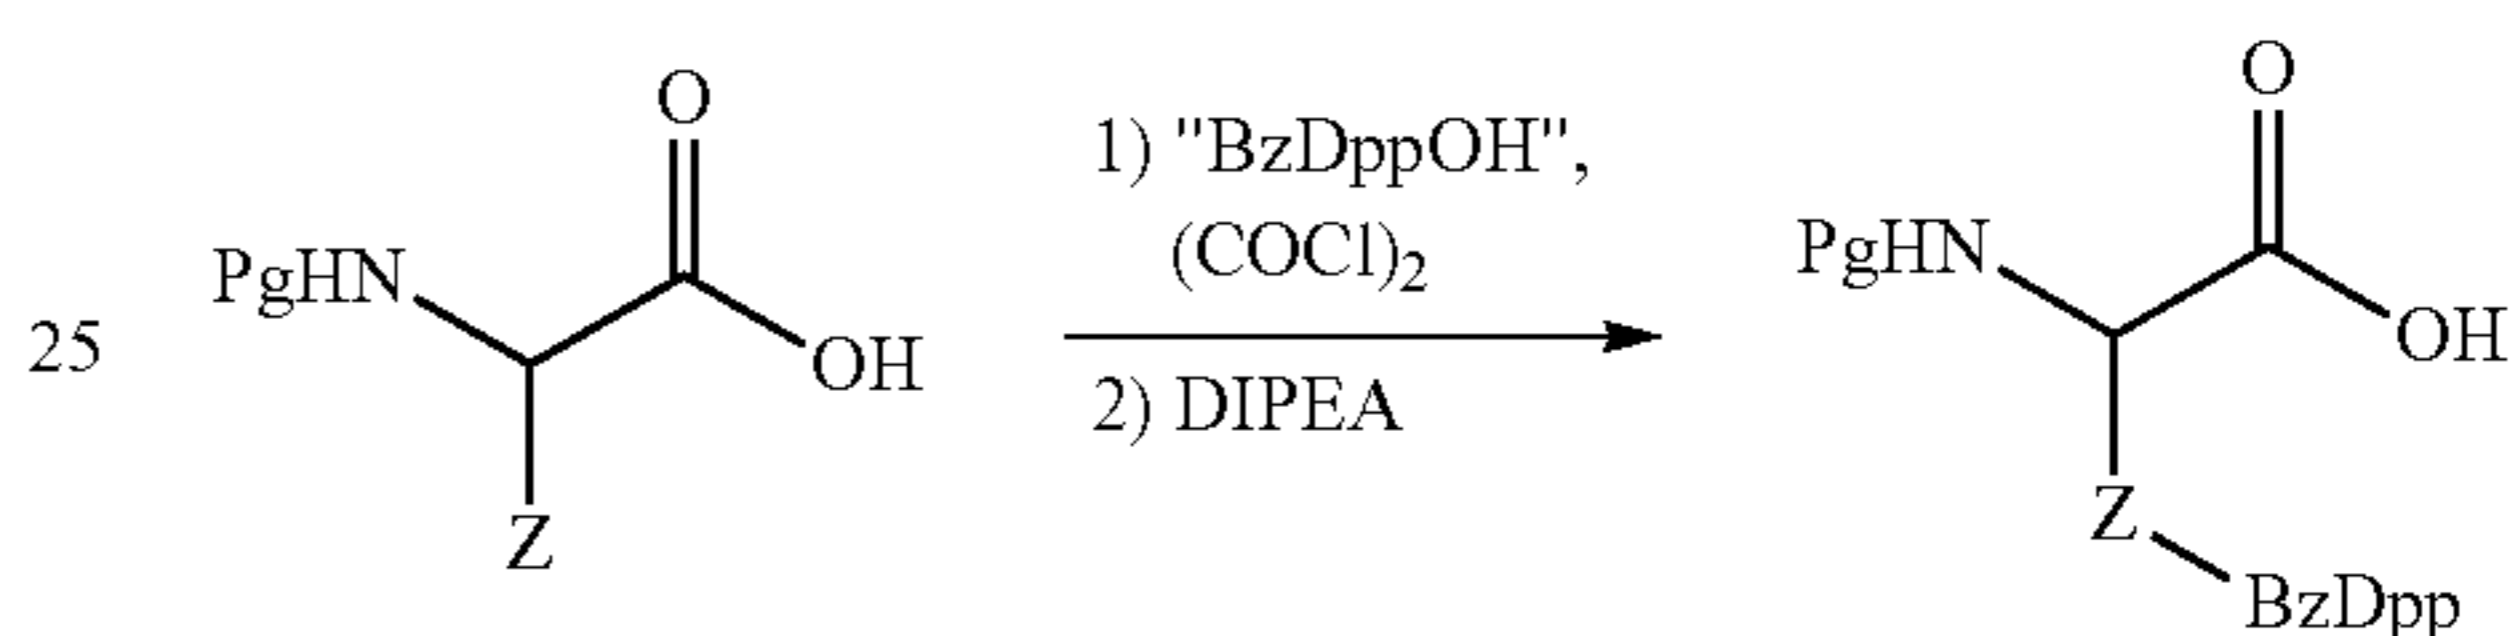 25
PgHN
O
OH
Z
1) "BzDppOH",
(COCl)2
2) DIPEA
PgHN
O
OH
Z
BzDpp